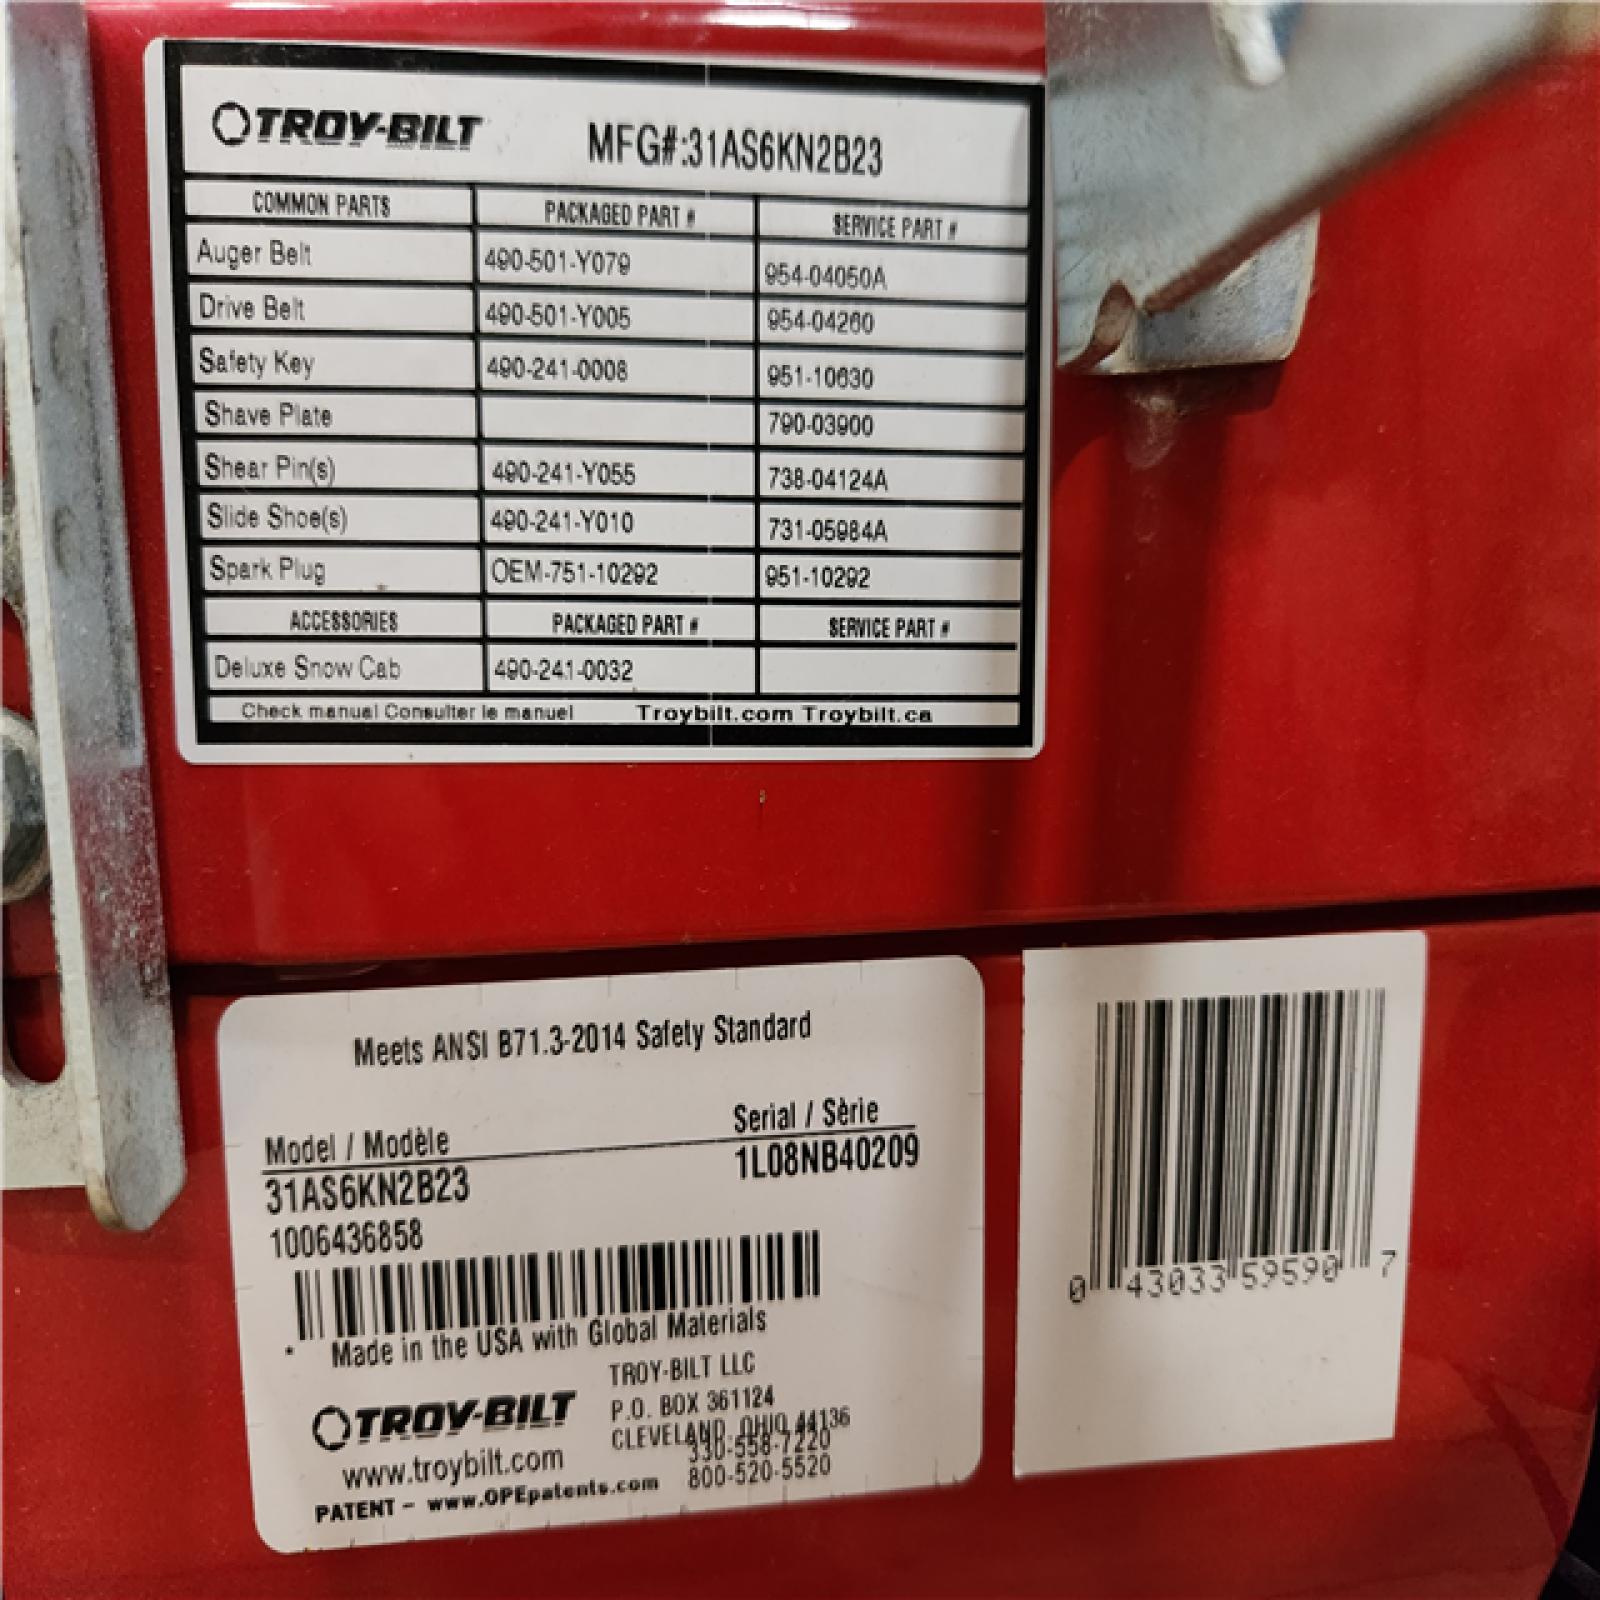 TROY-BILT MFG#:31AS6KN2B23
COMMON PARTS PACKAGED PART # SERVICE PART #
Auger Belt 490-501-Y079 954-04050A
Drive Belt 490-501-Y005 954-04260
Safety Key 490-241-0008 951-10630
Shave Plate 790-03900
Shear Pin(s) 490-241-Y055 738-04124A
Slide Shoe(s) 490-241-Y010 731-05984A
Spark Plug OEM-751-10292 951-10292
ACCESSORIES PACKAGED PART # SERVICE PART #
Deluxe Snow Cab 490-241-0032
Check manual Consulter le manuel Troybilt.com Troybilt.ca
Meets ANSI B71.3-2014 Safety Standard
Model / Modèle Serial / Sèrie
31AS6KN2B23 1L08NB40209
1006436858
Made in the USA with Global Materials
TROY-BILT
www.troybilt.com
PATENT - www.OPEpatents.com
TROY-BILT LLC
P.O. BOX 361124
CLEVELAND, OHIO 44136
330-558-7220
800-520-5520
0 43033 59590 7